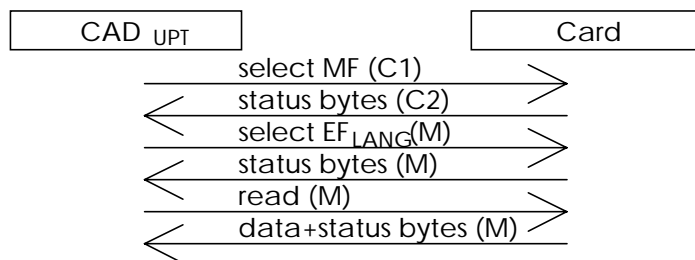 CAD UPT Card
select MF (C1)
status bytes (C2)
select EFLANG(M)
status bytes (M)
read (M)
data+status bytes (M)